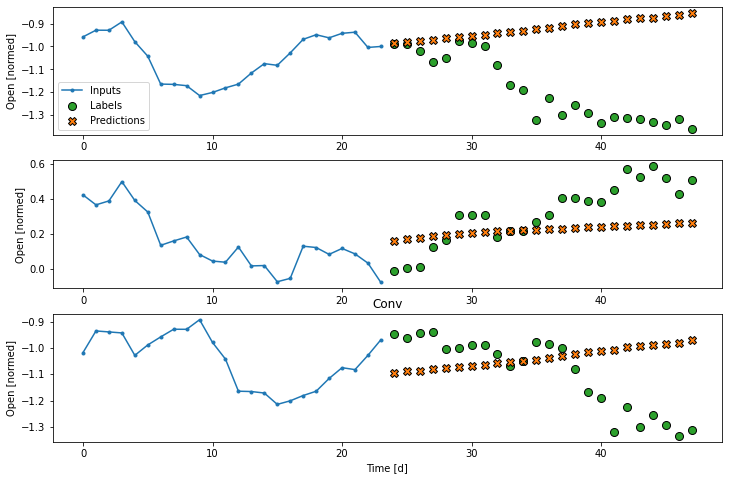 −0.9
−1.0
−1.1
−1.2
−1.3
Open [normed]
Inputs
Labels
Predictions
0 10 20 30 40
0.6
0.4
0.2
0.0
Open [normed]
0 10 20 30 40
Conv
−0.9
−1.0
−1.1
−1.2
−1.3
Open [normed]
0 10 20 30 40
Time [d]